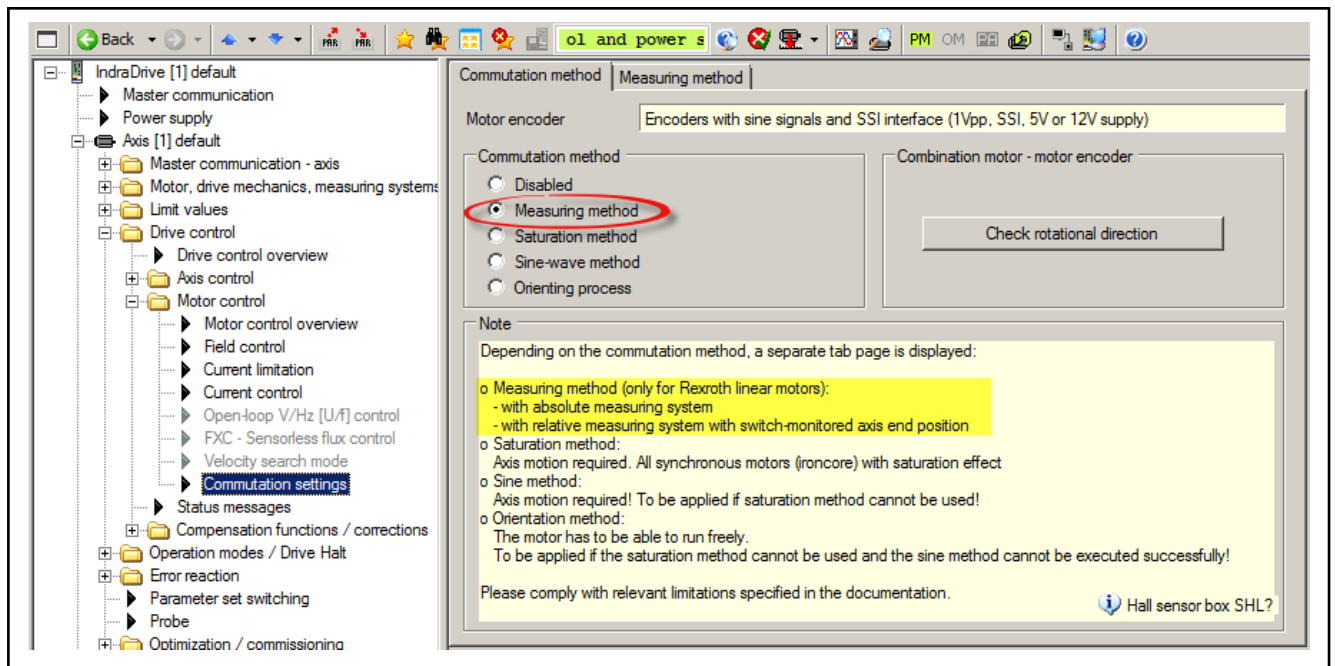 Back
PAR
PAR
ol and power s
PM
OM
IndraDrive [1] default
Master communication
Power supply
Axis [1] default
Master communication - axis
Motor, drive mechanics, measuring systems
Limit values
Drive control
Drive control overview
Axis control
Motor control
Motor control overview
Field control
Current limitation
Current control
Open-loop V/Hz [U/f] control
FXC - Sensorless flux control
Velocity search mode
Commutation settings
Status messages
Compensation functions / corrections
Operation modes / Drive Halt
Error reaction
Parameter set switching
Probe
Optimization / commissioning
Commutation method
Measuring method
Motor encoder
Encoders with sine signals and SSI interface (1Vpp, SSI, 5V or 12V supply)
Commutation method
Disabled
Measuring method
Saturation method
Sine-wave method
Orienting process
Combination motor - motor encoder
Check rotational direction
Note
Depending on the commutation method, a separate tab page is displayed:
o Measuring method (only for Rexroth linear motors):
- with absolute measuring system
- with relative measuring system with switch-monitored axis end position
o Saturation method:
Axis motion required. All synchronous motors (ironcore) with saturation effect
o Sine method:
Axis motion required! To be applied if saturation method cannot be used!
o Orientation method:
The motor has to be able to run freely.
To be applied if the saturation method cannot be used and the sine method cannot be executed successfully!
Please comply with relevant limitations specified in the documentation.
Hall sensor box SHL?